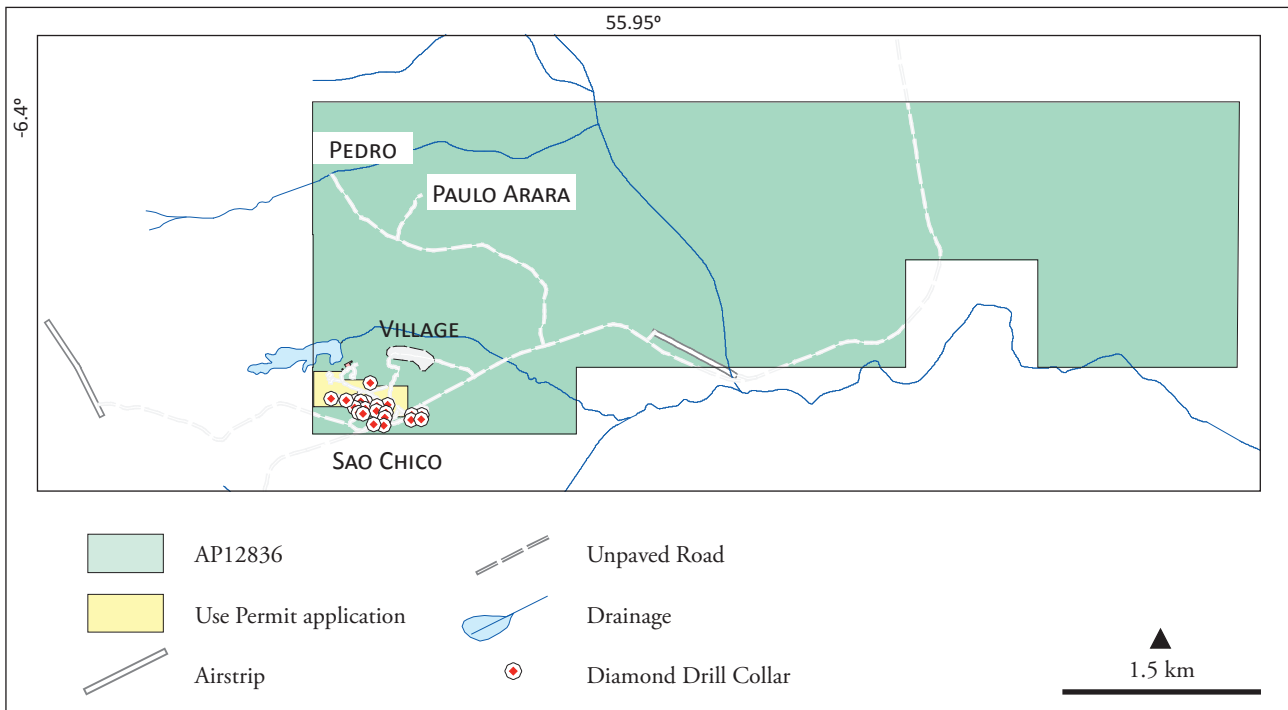 55.95º
-6.4º
PEDRO
PAULO ARARA
VILLAGE
SAO CHICO
AP12836
Unpaved Road
Use Permit application
Drainage
Airstrip
Diamond Drill Collar
1.5 km